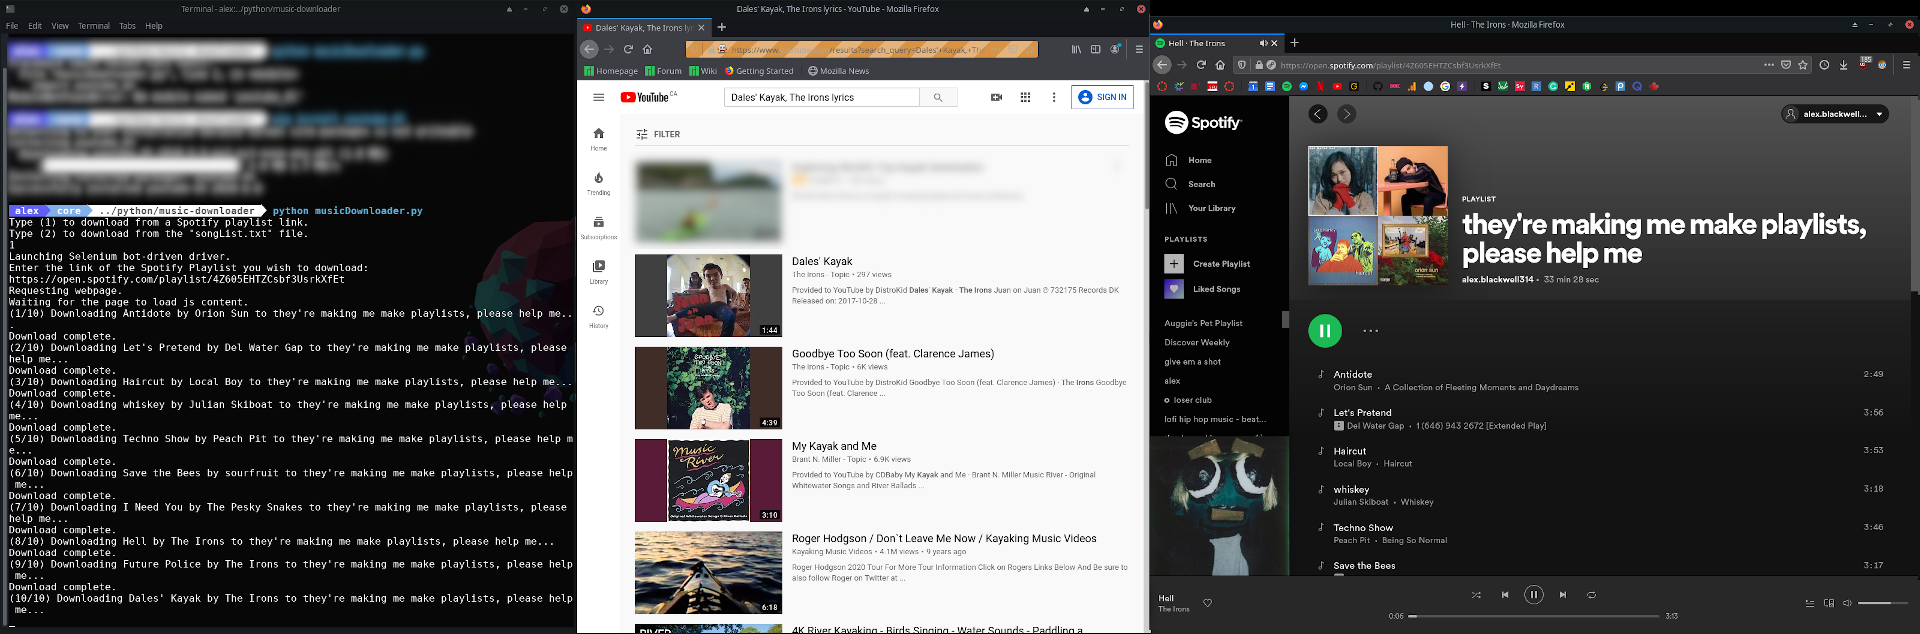 Terminal - alex:../python/music-downloader
File Edit View Terminal Tabs Help
alex core ../python/music-downloader python musicDownloader.py
Type (1) to download from a Spotify playlist link.
Type (2) to download from the "songList.txt" file.
1
Launching Selenium bot-driven driver.
Enter the link of the Spotify Playlist you wish to download:
https://open.spotify.com/playlist/4Z605EHTZCsbf3UsrkXfEt
Requesting webpage.
Waiting for the page to load js content.
(1/10) Downloading Antidote by Orion Sun to they're making me make playlists, please help me..
.
Download complete.
(2/10) Downloading Let's Pretend by Del Water Gap to they're making me make playlists, please
help me...
Download complete.
(3/10) Downloading Haircut by Local Boy to they're making me make playlists, please help me...
Download complete.
(4/10) Downloading whiskey by Julian Skiboat to they're making me make playlists, please help
me...
Download complete.
(5/10) Downloading Techno Show by Peach Pit to they're making me make playlists, please help m
e...
Download complete.
(6/10) Downloading Save the Bees by sourfruit to they're making me make playlists, please help
me...
Download complete.
(7/10) Downloading I Need You by The Pesky Snakes to they're making me make playlists, please
help me...
Download complete.
(8/10) Downloading Hell by The Irons to they're making me make playlists, please help me...
Download complete.
(9/10) Downloading Future Police by The Irons to they're making me make playlists, please help
me...
Download complete.
(10/10) Downloading Dales' Kayak by The Irons to they're making me make playlists, please help
me...
Dales' Kayak, The Irons lyrics - YouTube - Mozilla Firefox
Dales' Kayak, The Irons lyri
https://www. /results?search_query=Dales'+Kayak,+The
Homepage Forum Wiki Getting Started Mozilla News
YouTube CA
Dales' Kayak, The Irons lyrics
SIGN IN
FILTER
Home
Trending
Subscriptions
Library
History
Dales' Kayak
The Irons - Topic • 297 views
Provided to YouTube by DistroKid Dales' Kayak · The Irons Juan on Juan ℗ 732175 Records DK
Released on: 2017-10-28 ...
1:44
Goodbye Too Soon (feat. Clarence James)
The Irons - Topic • 6K views
Provided to YouTube by DistroKid Goodbye Too Soon (feat. Clarence James) · The Irons Goodbye
Too Soon (feat. Clarence ...
4:39
My Kayak and Me
Brant N. Miller - Topic • 6.9K views
Provided to YouTube by CDBaby My Kayak and Me · Brant N. Miller Music River - Original
Whitewater Songs and River Ballads ...
Music River
3:10
Roger Hodgson / Don`t Leave Me Now / Kayaking Music Videos
Kayaking Music Videos • 4.1M views • 9 years ago
Roger Hodgson 2020 Tour For More Tour Information Click on Rogers Links Below And Be sure to
also follow Roger on Twitter at ...
6:18
4K River Kayaking - Birds Singing - Water Sounds - Paddling a
RIVER
Hell · The Irons - Mozilla Firefox
Hell · The Irons
https://open.spotify.com/playlist/4Z605EHTZCsbf3UsrkXfEt
185
Spotify
Home
Search
Your Library
PLAYLISTS
Create Playlist
Liked Songs
Auggie's Pet Playlist
Discover Weekly
give em a shot
alex
loser club
lofi hip hop music - beat...
alex.blackwell...
PLAYLIST
they're making me make playlists,
please help me
alex.blackwell314 • 33 min 28 sec
Antidote 2:49
Orion Sun • A Collection of Fleeting Moments and Daydreams
Let's Pretend 3:56
E Del Water Gap • 1 (646) 943 2672 [Extended Play]
Haircut 3:53
Local Boy • Haircut
whiskey 3:18
Julian Skiboat • Whiskey
Techno Show 3:46
Peach Pit • Being So Normal
Save the Bees 3:17
Hell
The Irons
0:06
3:13